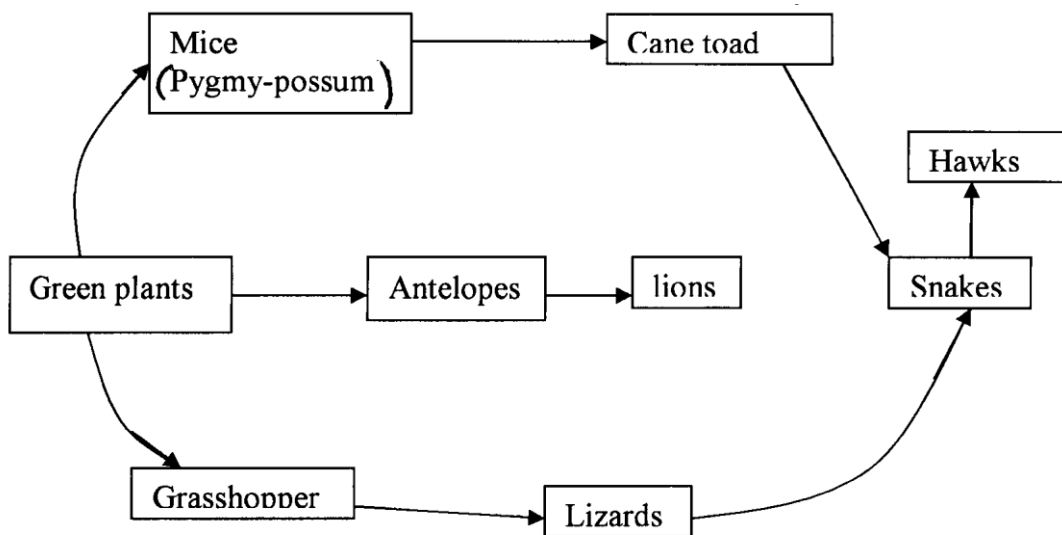 Mice
(Pygmy-possum)
Cane toad
Hawks
Green plants
Antelopes
lions
Snakes
Grasshopper
Lizards